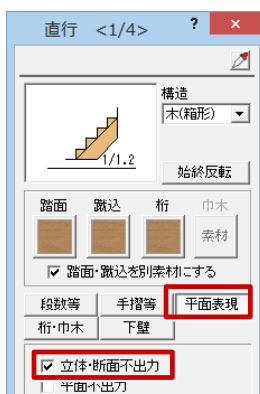 直行 <1/4> ? ×
構造
木(箱形)
1/1.2
始終反転
踏面 蹴込 桁 巾木
素材
踏面・蹴込を別素材にする
段数等 手摺等 平面表現
桁・巾木 下壁
立体・断面不出力
平面不出力